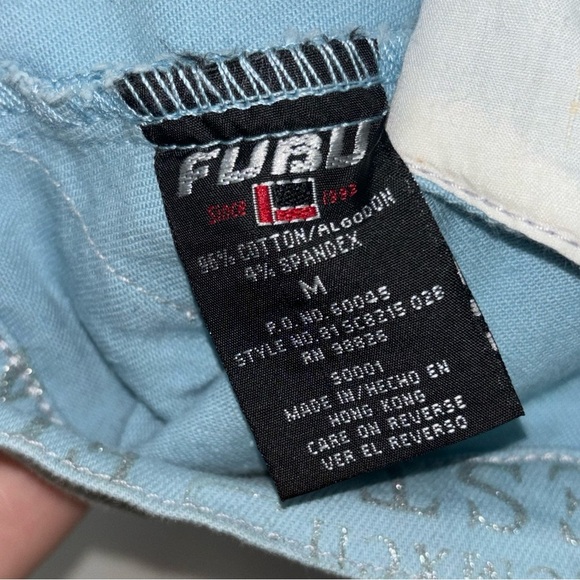 FUBU
SINCE 1992
96% COTTON/ALGODON
4% SPANDEX
M
P.O.NO.60045
STYLE NO.815C8215 028
RN 98826
S0001
MADE IN/HECHO EN
HONG KONG
CARE ON REVERSE
VER EL REVERSO